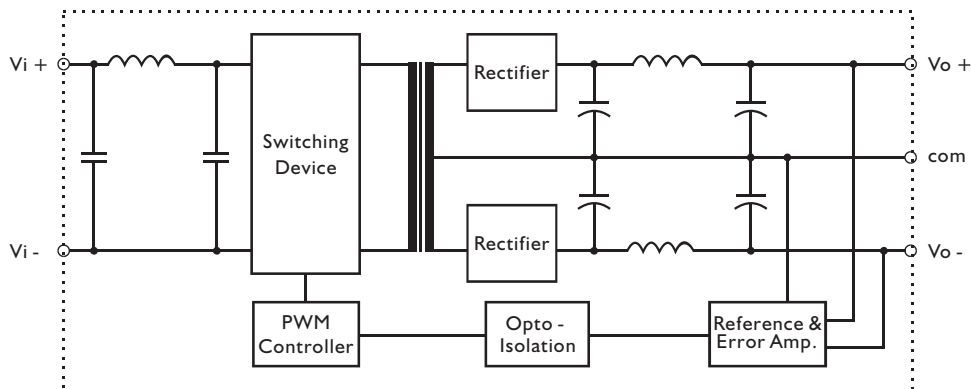 Vi +
Rectifier
Vo +
Switching
Device
com
Vi -
Rectifier
Vo -
PWM
Controller
Opto -
Isolation
Reference &
Error Amp.